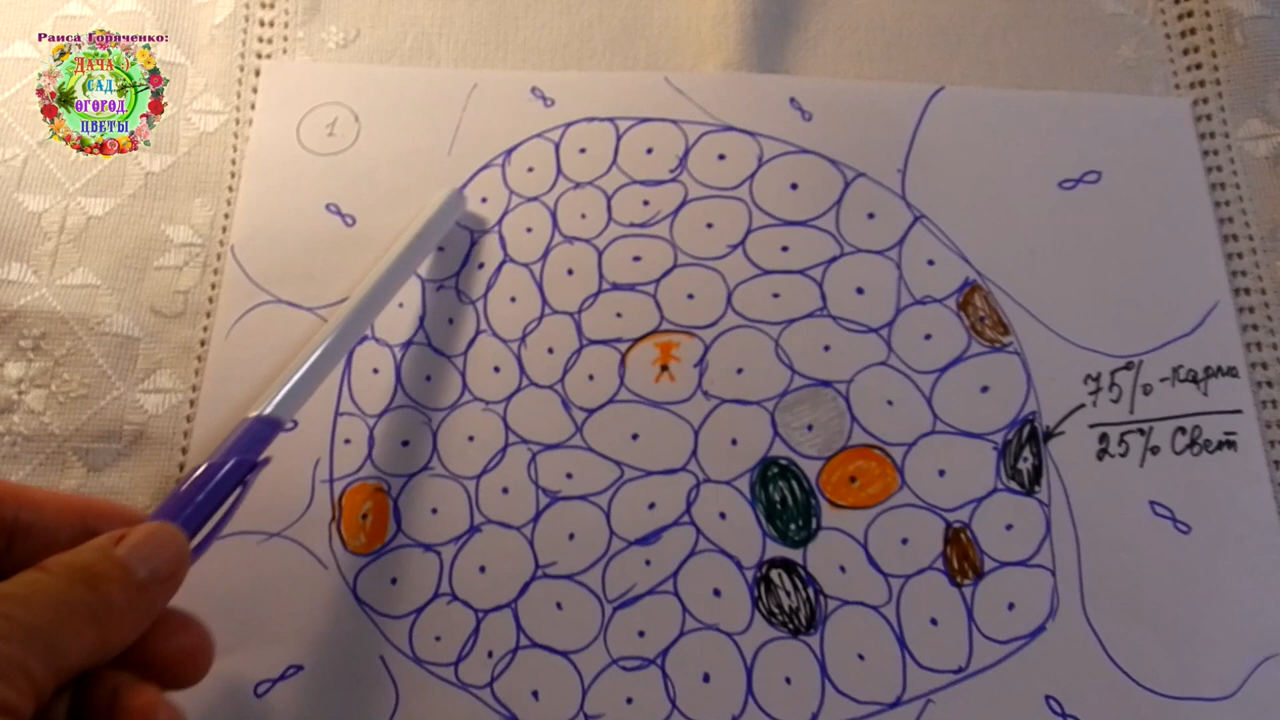 Раиса Горяченко:
Дача :)
сад
огород
цветы
1.
∞
∞
∞
∞
75% - карма
25% Свет
∞
∞
∞